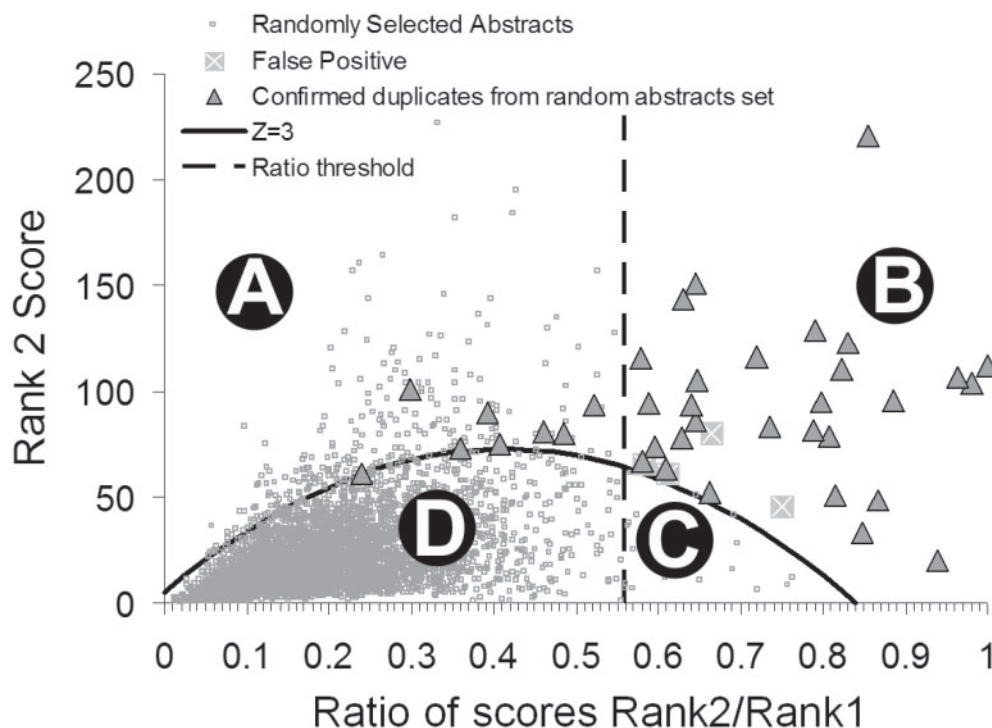 Randomly Selected Abstracts
False Positive
Confirmed duplicates from random abstracts set
Z=3
Ratio threshold
250
200
150
100
50
0
Rank 2 Score
A
B
C
D
0 0.1 0.2 0.3 0.4 0.5 0.6 0.7 0.8 0.9 1
Ratio of scores Rank2/Rank1